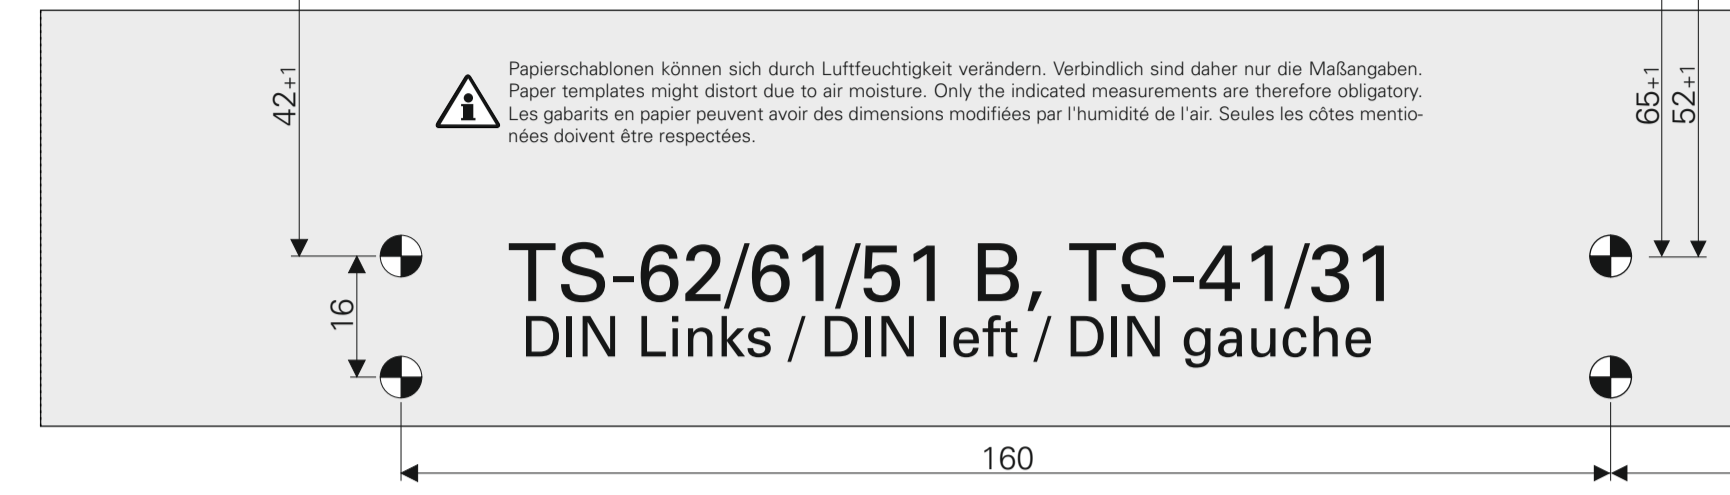 42+1
Papierschablonen können sich durch Luftfeuchtigkeit verändern. Verbindlich sind daher nur die Maßangaben.
Paper templates might distort due to air moisture. Only the indicated measurements are therefore obligatory.
Les gabarits en papier peuvent avoir des dimensions modifiées par l'humidité de l'air. Seules les côtes mentio-
nées doivent être respectées.
65+1
52+1
16
TS-62/61/51 B, TS-41/31
DIN Links / DIN left / DIN gauche
160